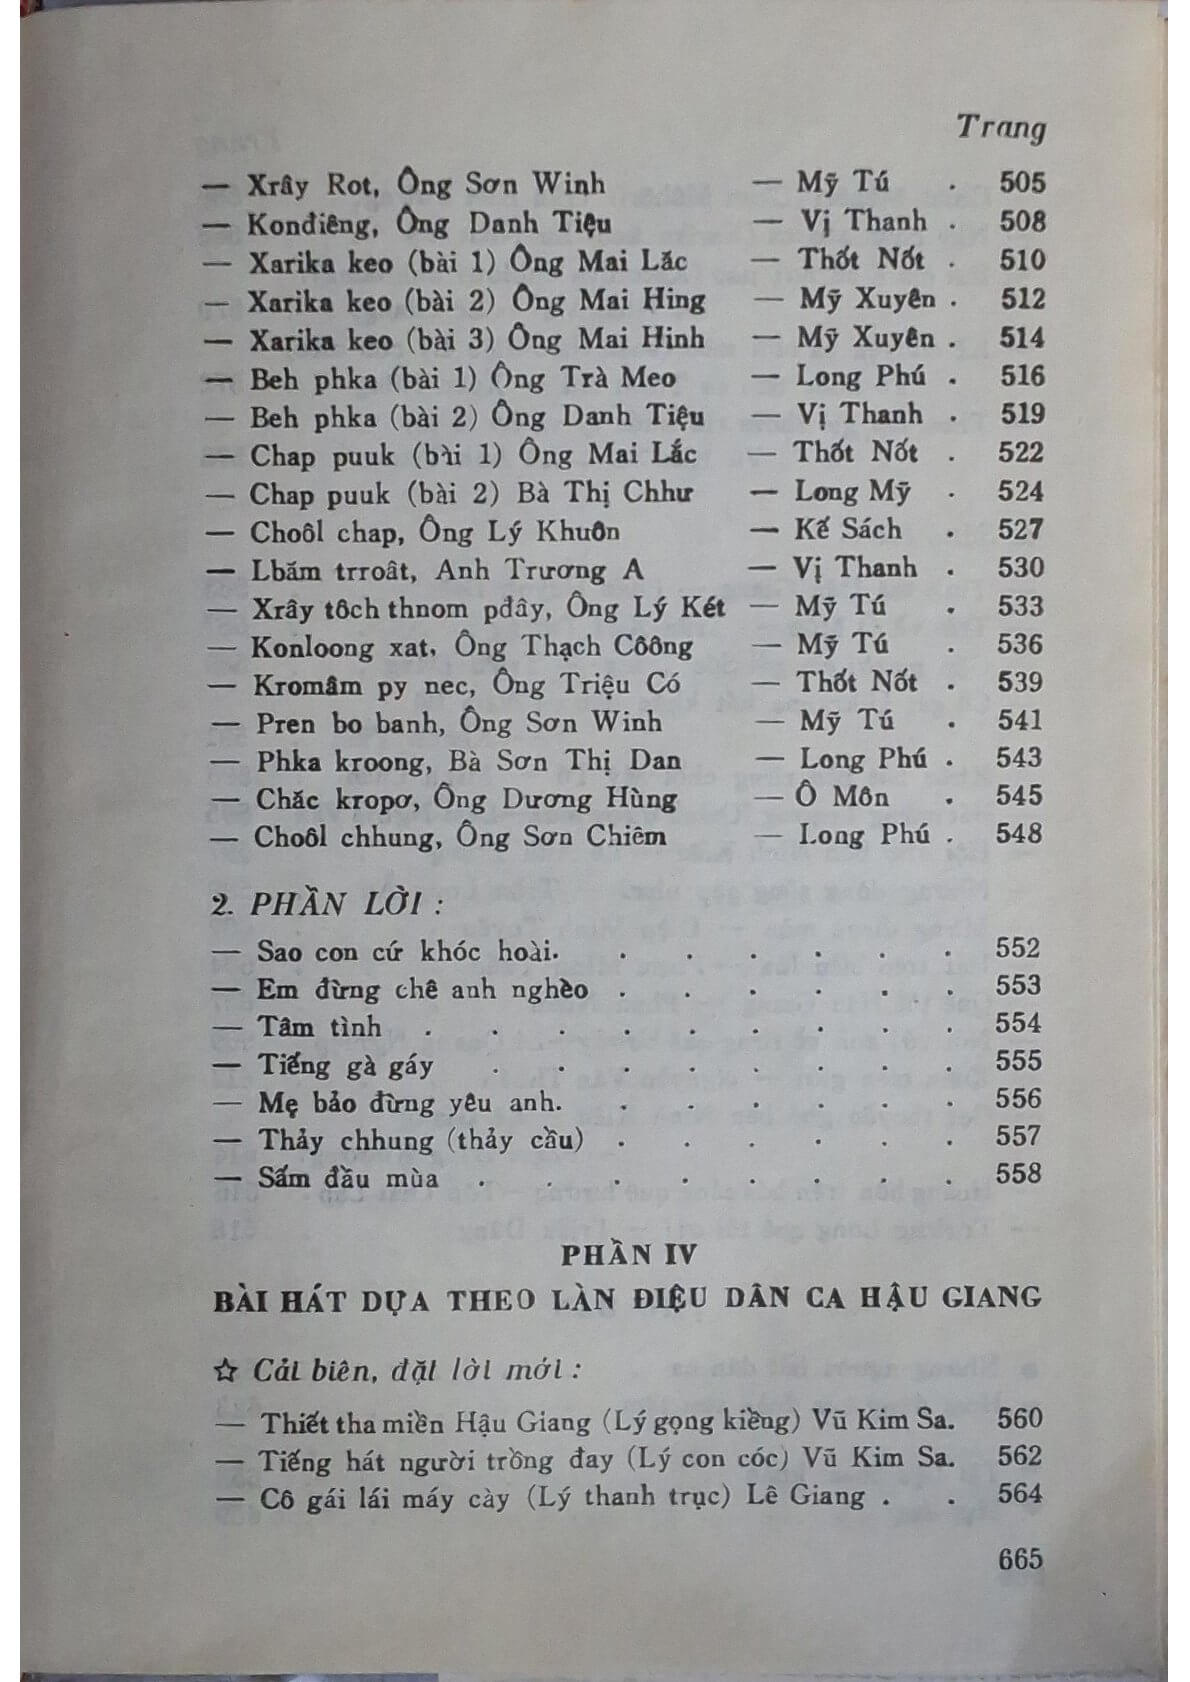 Trang
— Xrây Rot, Ông Sơn Winh — Mỹ Tú . 505
— Konđiêng, Ông Danh Tiệu — Vị Thanh . 508
— Xarika keo (bài 1) Ông Mai Lắc — Thốt Nốt . 510
— Xarika keo (bài 2) Ông Mai Hing — Mỹ Xuyên . 512
— Xarika keo (bài 3) Ông Mai Hinh — Mỹ Xuyên . 514
— Beh phka (bài 1) Ông Trà Meo — Long Phú . 516
— Beh phka (bài 2) Ông Danh Tiệu — Vị Thanh . 519
— Chap puuk (bài 1) Ông Mai Lắc — Thốt Nốt . 522
— Chap puuk (bài 2) Bà Thị Chhư — Long Mỹ . 524
— Choôl chap, Ông Lý Khuôn — Kế Sách . 527
— Lbăm trroât, Anh Trương A — Vị Thanh . 530
— Xrây tôch thnom pđây, Ông Lý Két — Mỹ Tú . 533
— Konloong xat, Ông Thạch Côông — Mỹ Tú . 536
— Kromâm py nec, Ông Triệu Có — Thốt Nốt . 539
— Pren bo banh, Ông Sơn Winh — Mỹ Tú . 541
— Phka kroong, Bà Sơn Thị Dan — Long Phú . 543
— Chăc kropơ, Ông Dương Hùng — Ô Môn . 545
— Choôl chhung, Ông Sơn Chiêm — Long Phú . 548
2. PHẦN LỜI :
— Sao con cứ khóc hoài. . . . . . . 552
— Em đừng chê anh nghèo . . . . . . 553
— Tâm tình . . . . . . . . . 554
— Tiếng gà gáy . . . . . . . . 555
— Mẹ bảo đừng yêu anh. . . . . . . 556
— Thảy chhung (thảy cầu) . . . . . . 557
— Sấm đầu mùa . . . . . . . . 558
PHẦN IV
BÀI HÁT DỰA THEO LÀN ĐIỆU DÂN CA HẬU GIANG
☆ Cải biên, đặt lời mới :
— Thiết tha miền Hậu Giang (Lý gọng kiềng) Vũ Kim Sa. 560
— Tiếng hát người trồng đay (Lý con cóc) Vũ Kim Sa. 562
— Cô gái lái máy cày (Lý thanh trục) Lê Giang . . 564
665